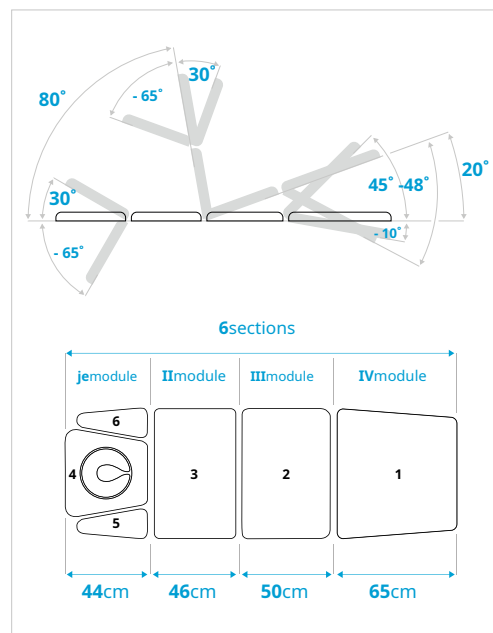 30˚
80˚
- 65˚
20˚
45˚ -48˚
30˚
- 10˚
- 65˚
6sections
jemodule IImodule IIImodule IVmodule
6
4 3 2 1
5
44cm 46cm 50cm 65cm